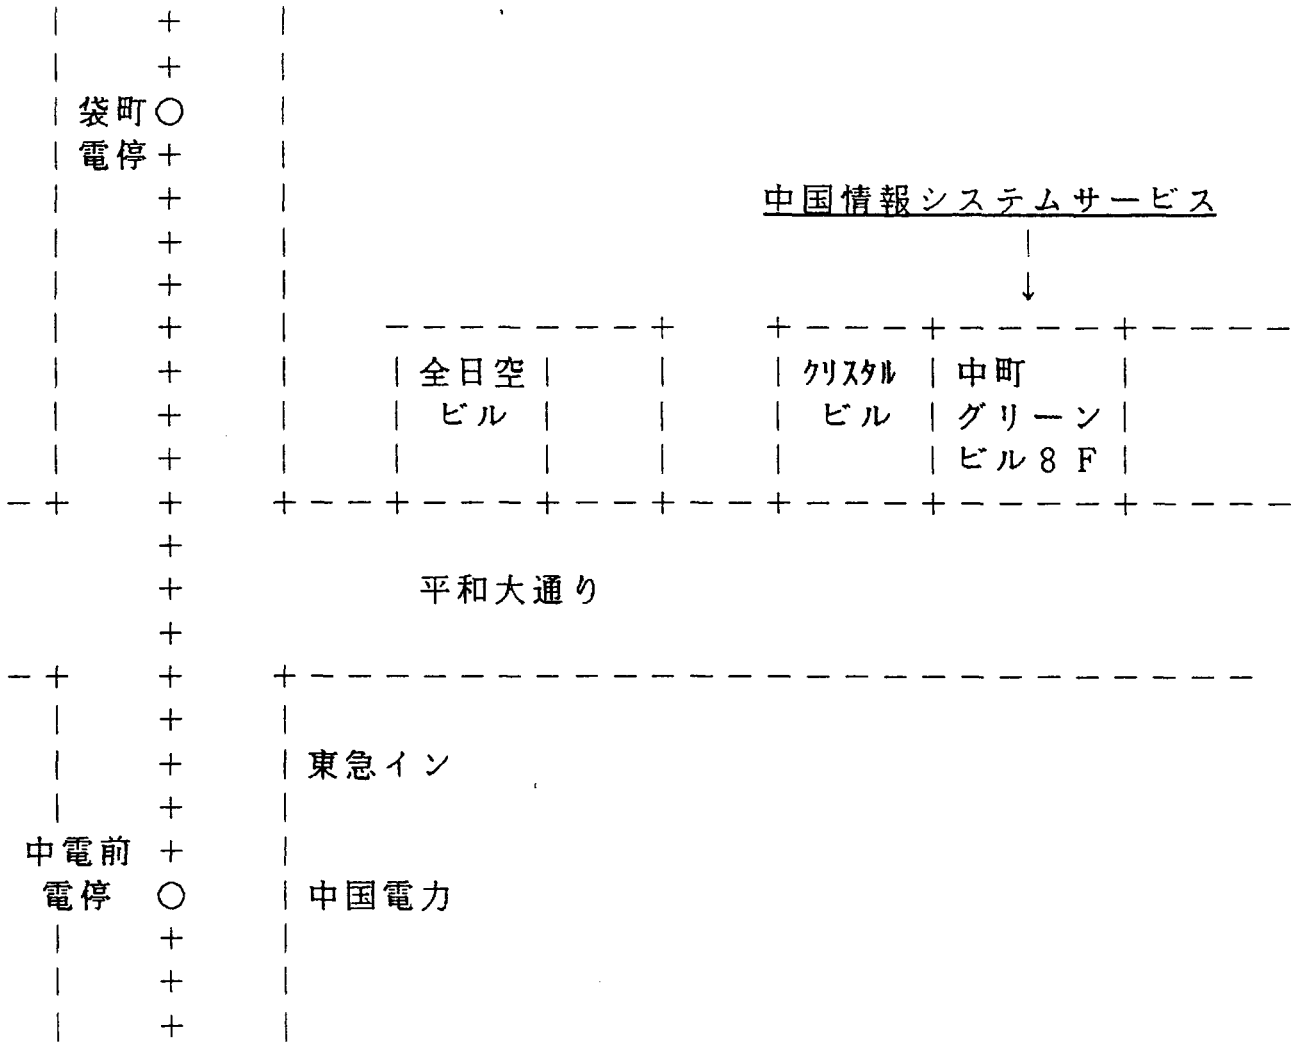 袋町
電停
中国情報システムサービス
全日空
ビル
クリスタル
ビル
中町
グリーン
ビル8F
平和大通り
東急イン
中電前
電停
中国電力